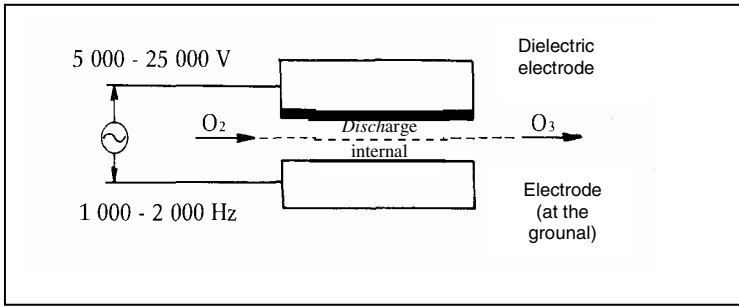 5 000 - 25 000 V
Dielectric
electrode
O2
Discharge
internal
O3
1 000 - 2 000 Hz
Electrode
(at the
grounal)